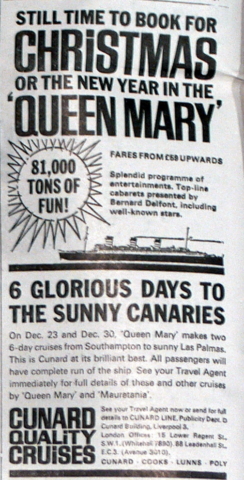 STILL TIME TO BOOK FOR
CHRiSTMAS
OR THE NEW YEAR IN THE
'QUEEN MARY'
81,000
TONS OF
FUN!
FARES FROM £58 UPWARDS
Splendid programme of
entertainments. Top-line
cabarets presented by
Bernard Delfont, including
well-known stars.
6 GLORIOUS DAYS TO
THE SUNNY CANARIES
On Dec. 23 and Dec. 30, 'Queen Mary' makes two
6-day cruises from Southampton to sunny Las Palmas.
This is Cunard at its brilliant best. All passengers will
have complete run of the ship. See your Travel Agent
immediately for full details of these and other cruises
by 'Queen Mary' and 'Mauretania'.
CUNARD
QUALiTY
CRUiSES
See your Travel Agent now or send for full
details to CUNARD LINE, Publicity Dept. D
Cunard Building, Liverpool 3.
London Offices: 15 Lower Regent St.,
S.W.1. (Whitehall 7890). 88 Leadenhall St.,
E.C.3. (Avenue 3010).
CUNARD · COOKS · LUNNS · POLY